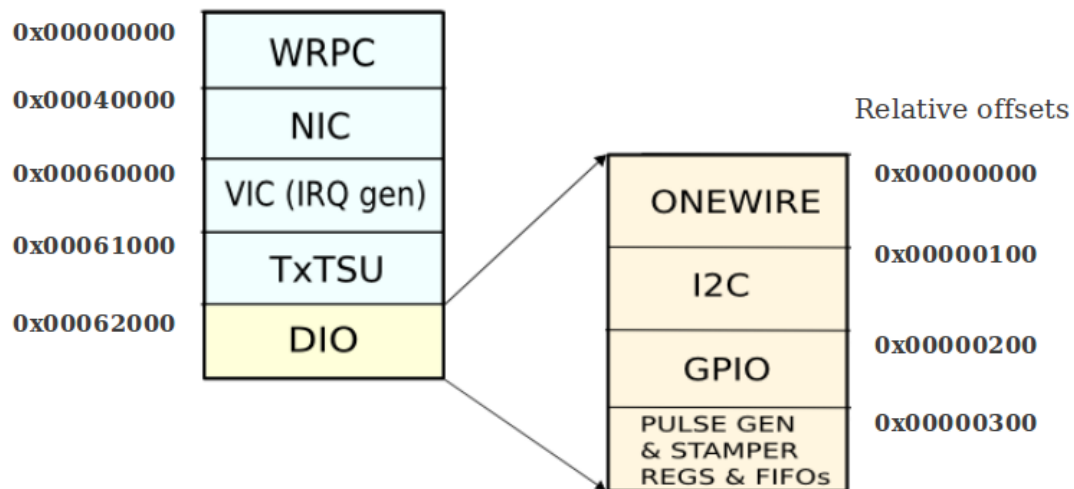 0x00000000
WRPC
0x00040000
NIC
0x00060000
VIC (IRQ gen)
0x00061000
TxTSU
0x00062000
DIO
Relative offsets
0x00000000
ONEWIRE
0x00000100
I2C
0x00000200
GPIO
0x00000300
PULSE GEN
& STAMPER
REGS & FIFOs